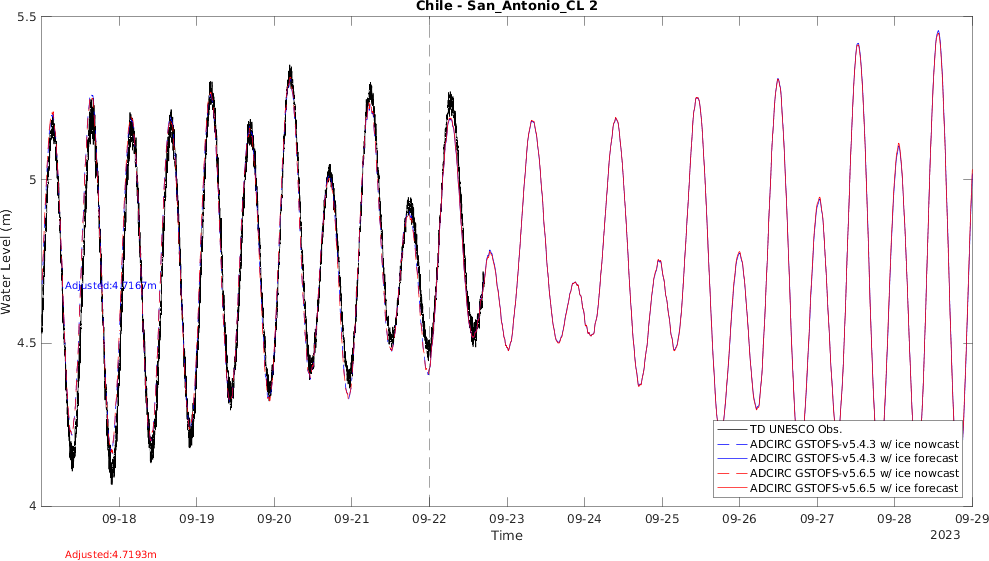 Chile - San_Antonio_CL 2
5.5
5
4.5
4
Water Level (m)
Adjusted:4.7167m
TD UNESCO Obs.
ADCIRC GSTOFS-v5.4.3 w/ ice nowcast
ADCIRC GSTOFS-v5.4.3 w/ ice forecast
ADCIRC GSTOFS-v5.6.5 w/ ice nowcast
ADCIRC GSTOFS-v5.6.5 w/ ice forecast
09-18 09-19 09-20 09-21 09-22 09-23 09-24 09-25 09-26 09-27 09-28 09-29
Time
2023
Adjusted:4.7193m